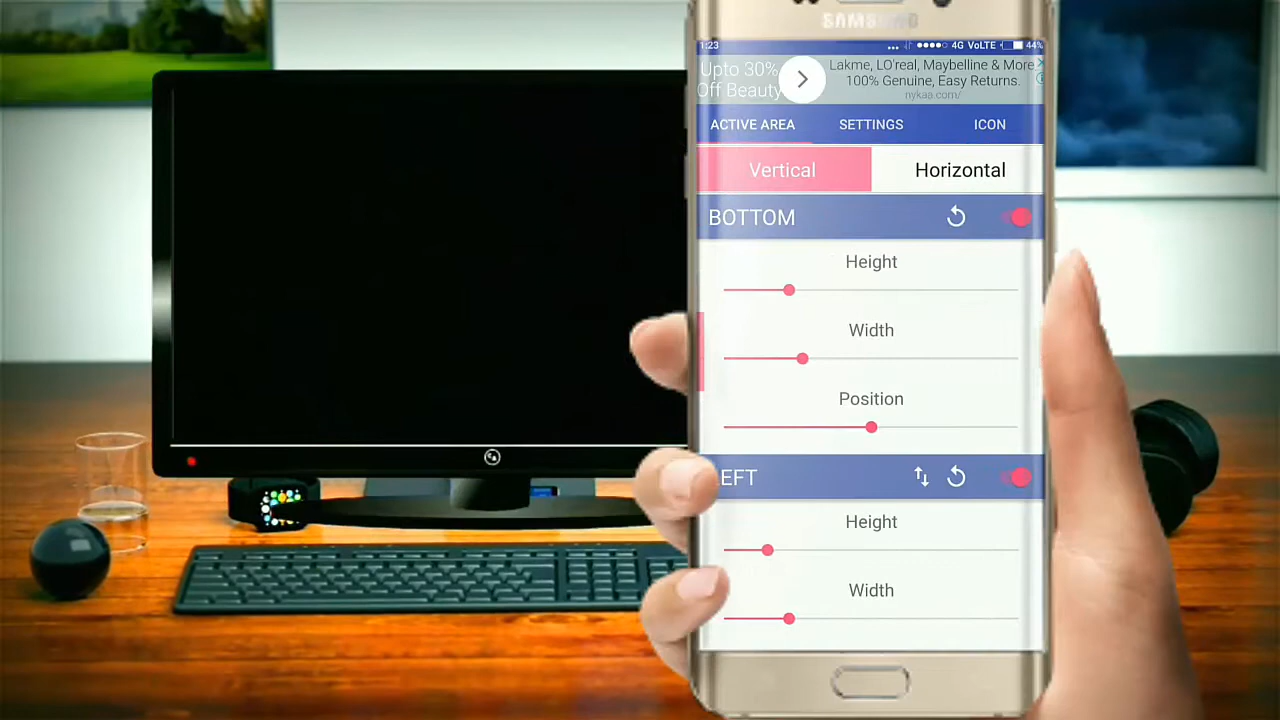 SAMSUNG
1:23
... 4G VoLTE 44%
Upto 30%
Off Beauty
Lakme, LO'real, Maybelline & More
100% Genuine, Easy Returns.
nykaa.com/
ACTIVE AREA SETTINGS ICON
Vertical Horizontal
BOTTOM
Height
Width
Position
EFT
Height
Width